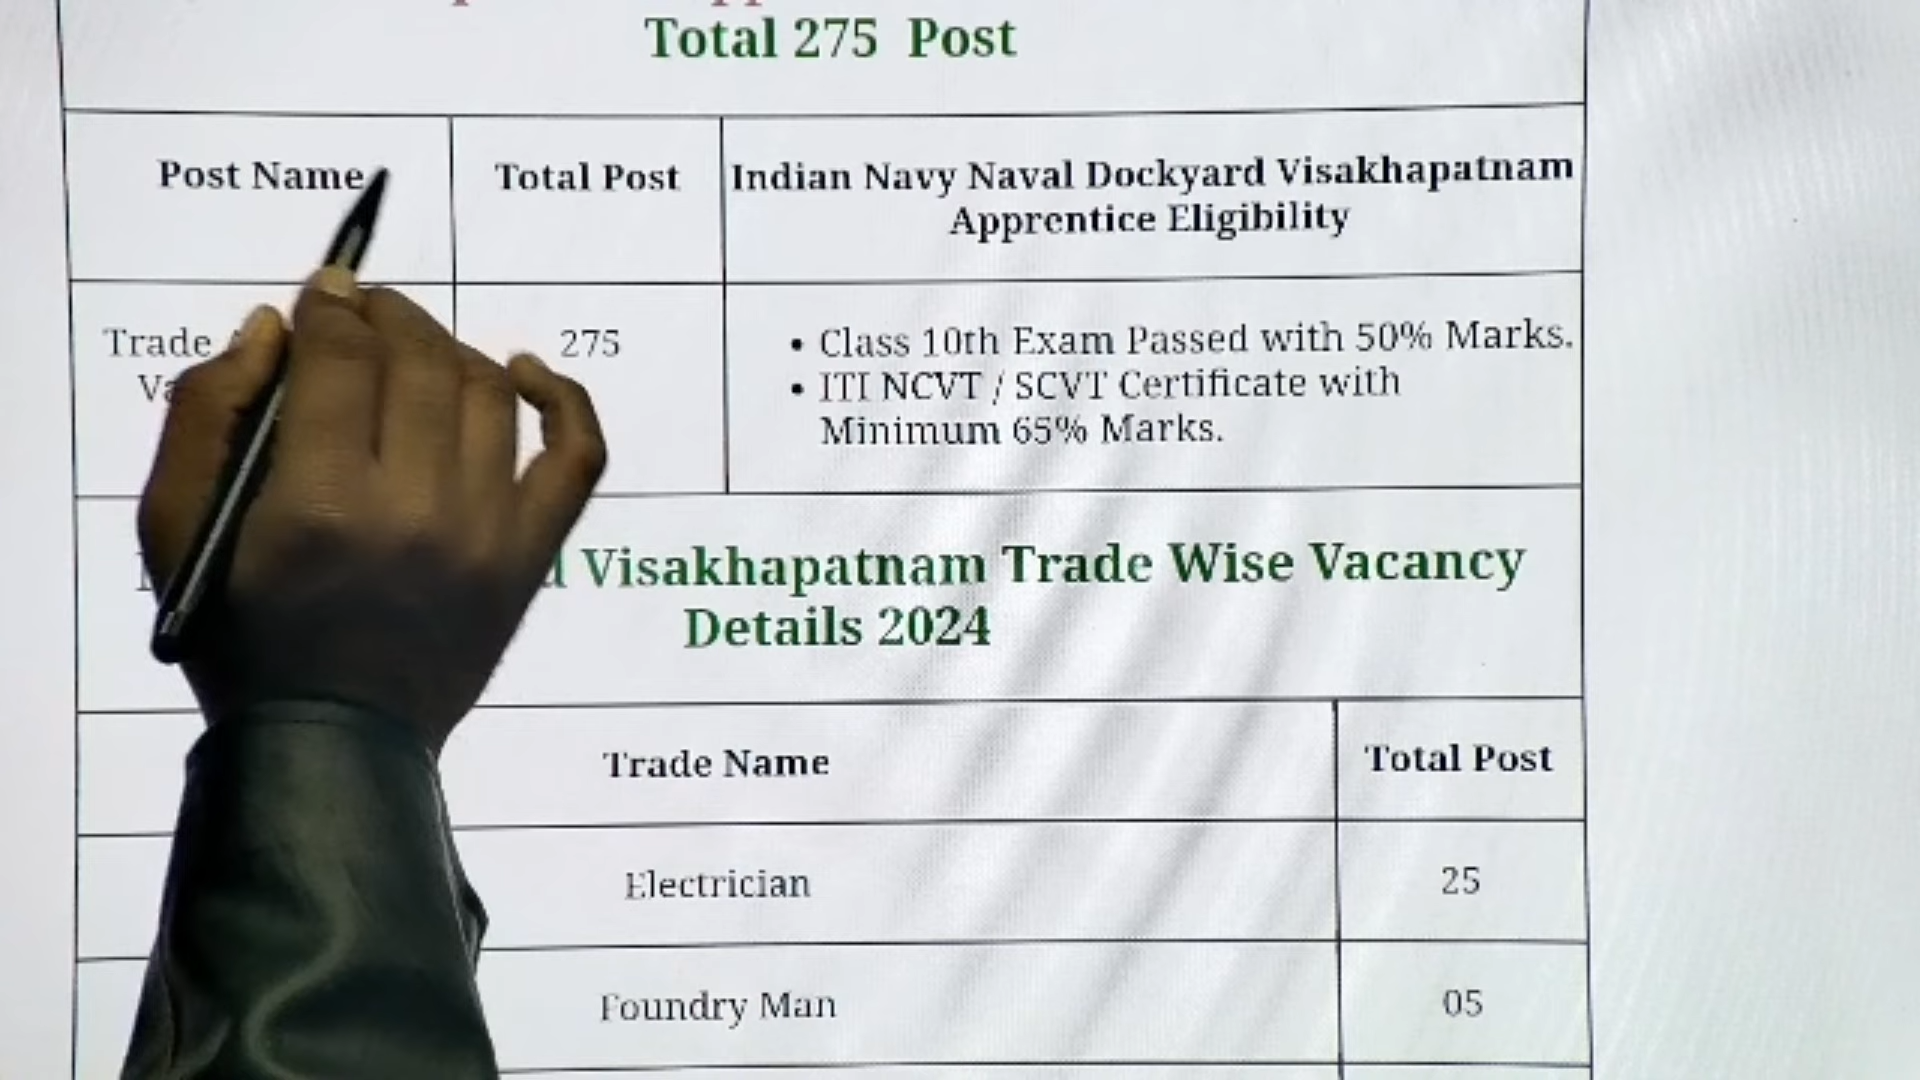 Total 275 Post
Post Name
Total Post
Indian Navy Naval Dockyard Visakhapatnam
Apprentice Eligibility
Trade
275
• Class 10th Exam Passed with 50% Marks.
• ITI NCVT / SCVT Certificate with
Minimum 65% Marks.
Visakhapatnam Trade Wise Vacancy
Details 2024
Trade Name
Total Post
Electrician
25
Foundry Man
05